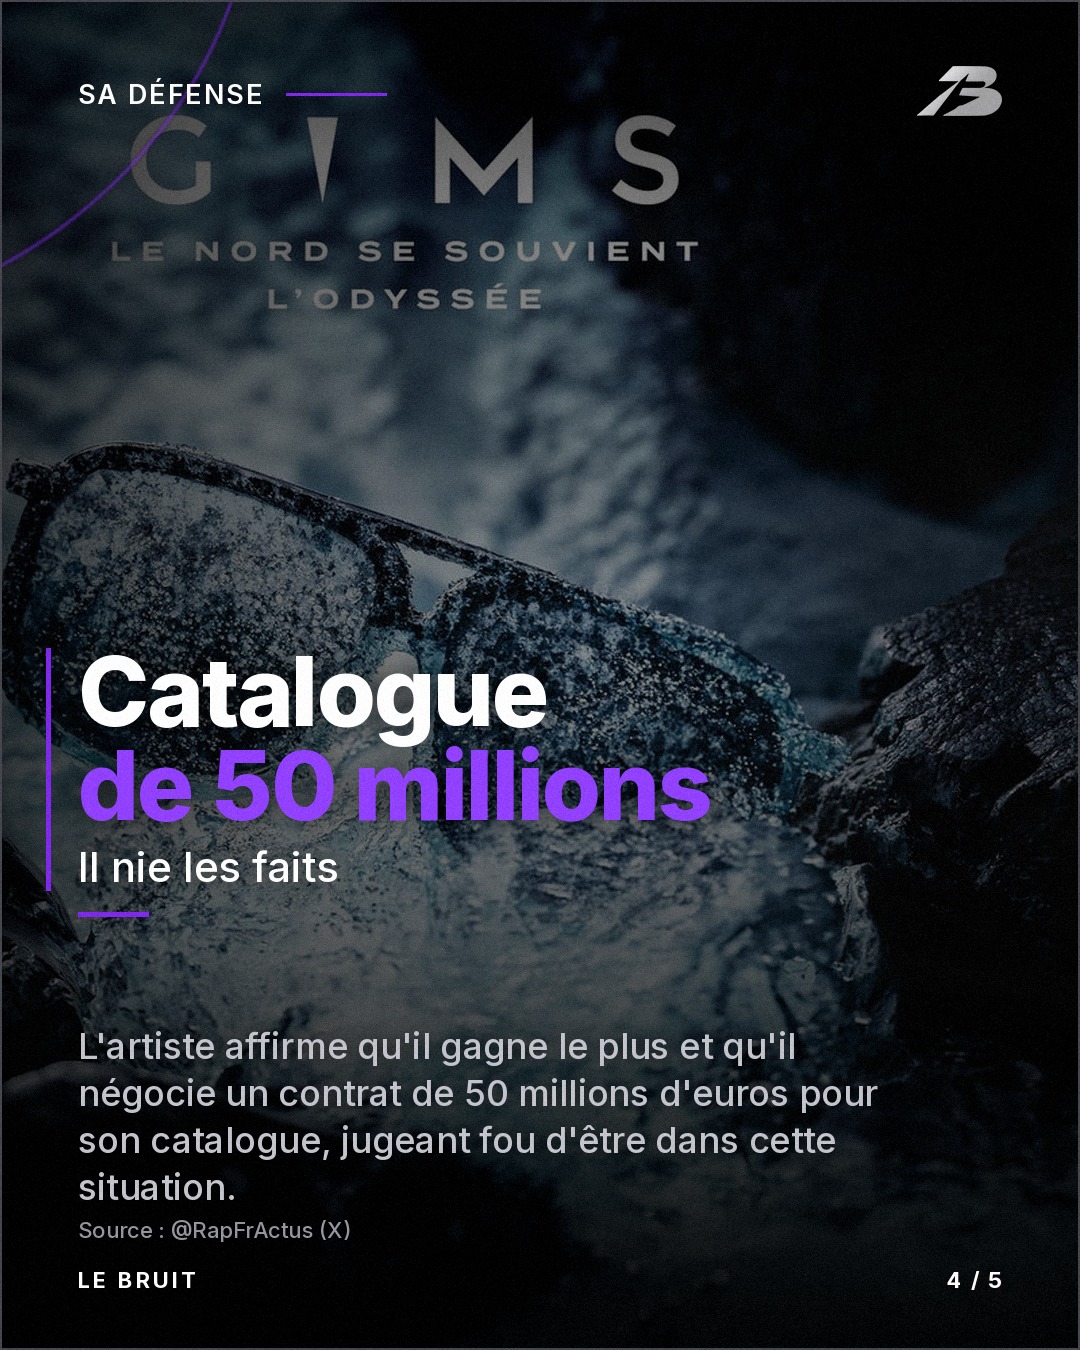 SA DÉFENSE
GIMS
LE NORD SE SOUVIENT
L'ODYSSÉE
Catalogue
de 50 millions
Il nie les faits
L'artiste affirme qu'il gagne le plus et qu'il
négocie un contrat de 50 millions d'euros pour
son catalogue, jugeant fou d'être dans cette
situation.
Source : @RapFrActus (X)
LE BRUIT
4 / 5